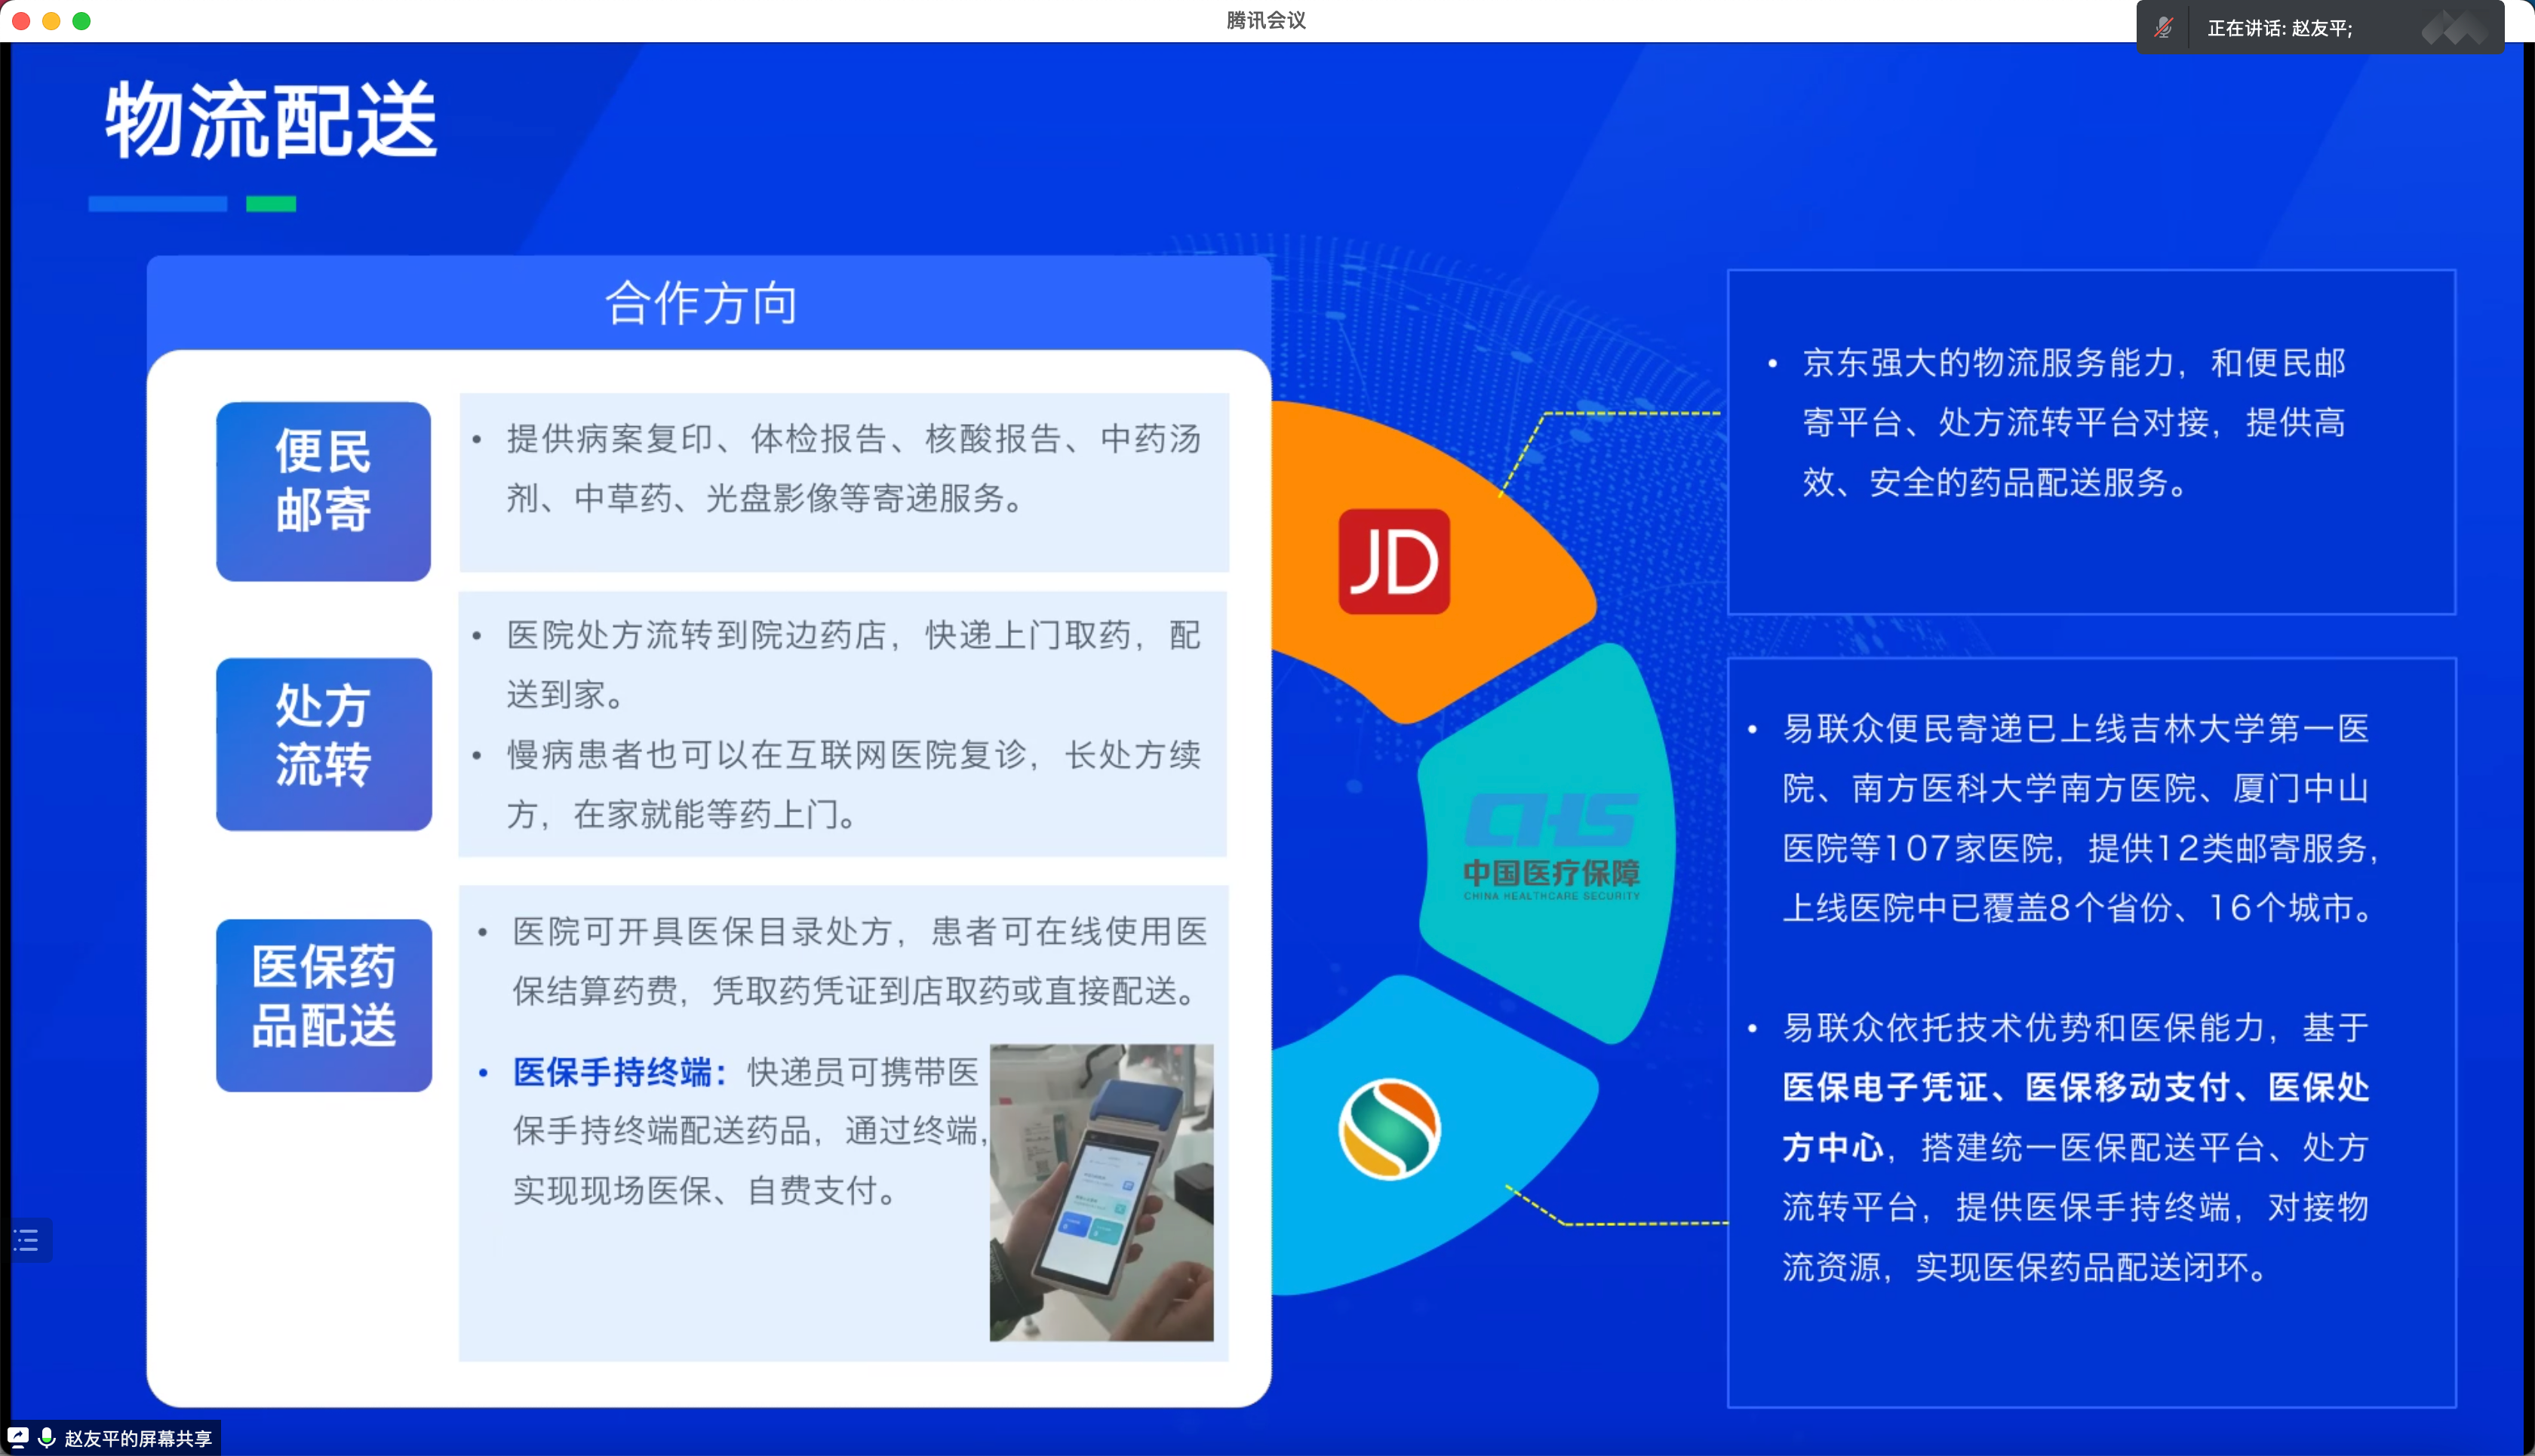 腾讯会议
正在讲话: 赵友平;
物流配送
合作方向
便民
邮寄
• 提供病案复印、体检报告、核酸报告、中药汤
剂、中草药、光盘影像等寄递服务。
处方
流转
• 医院处方流转到院边药店，快递上门取药，配
送到家。
• 慢病患者也可以在互联网医院复诊，长处方续
方，在家就能等药上门。
医保药
品配送
• 医院可开具医保目录处方，患者可在线使用医
保结算药费，凭取药凭证到店取药或直接配送。
• 医保手持终端：快递员可携带医
保手持终端配送药品，通过终端，
实现现场医保、自费支付。
JD
CHS
中国医疗保障
CHINA HEALTHCARE SECURITY
• 京东强大的物流服务能力，和便民邮
寄平台、处方流转平台对接，提供高
效、安全的药品配送服务。
• 易联众便民寄递已上线吉林大学第一医
院、南方医科大学南方医院、厦门中山
医院等107家医院，提供12类邮寄服务，
上线医院中已覆盖8个省份、16个城市。
• 易联众依托技术优势和医保能力，基于
医保电子凭证、医保移动支付、医保处
方中心，搭建统一医保配送平台、处方
流转平台，提供医保手持终端，对接物
流资源，实现医保药品配送闭环。
赵友平的屏幕共享